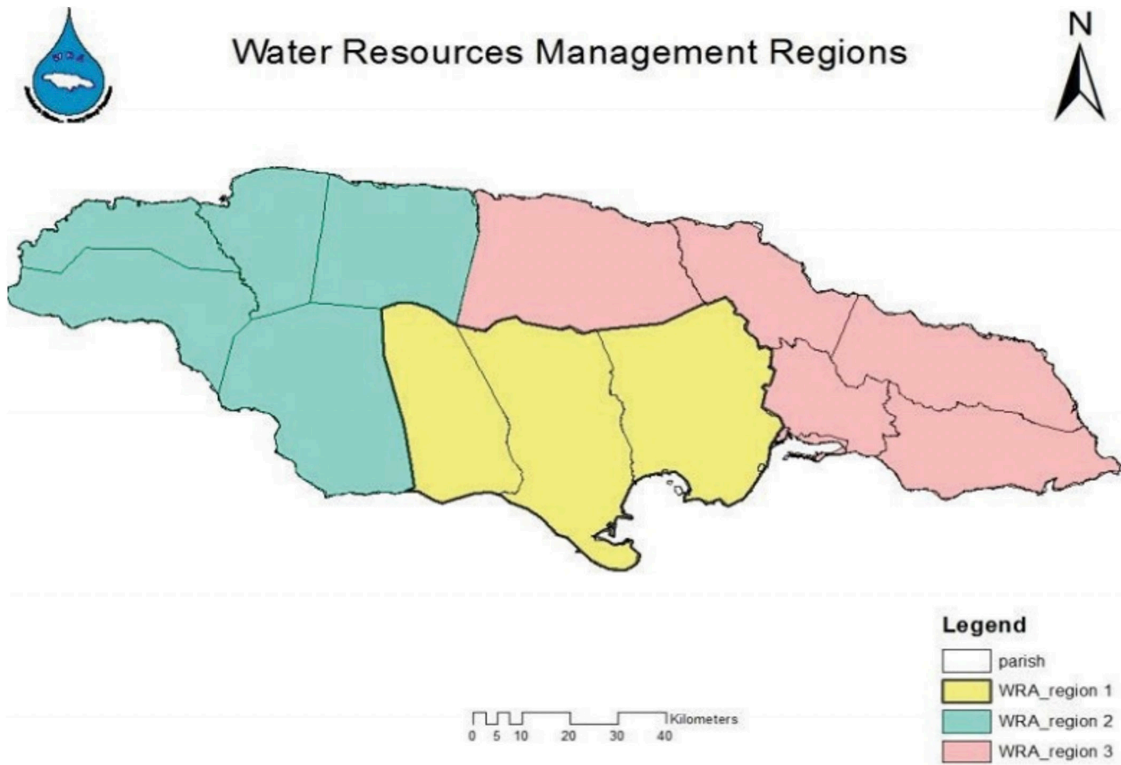 WRA
Water Resources Management Regions
N
Legend
parish
WRA_region 1
WRA_region 2
WRA_region 3
Kilometers
0 5 10 20 30 40